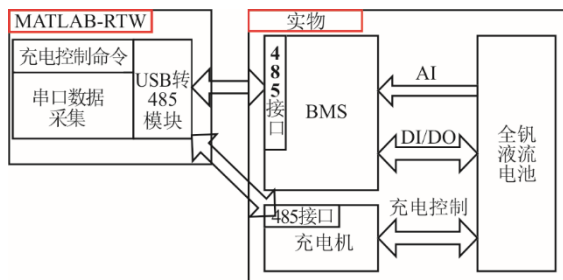 MATLAB-RTW
充电控制命令
串口数据
采集
USB转
485
模块
实物
485接口
BMS
AI
DI/DO
全钒
液流
电池
485接口
充电机
充电控制